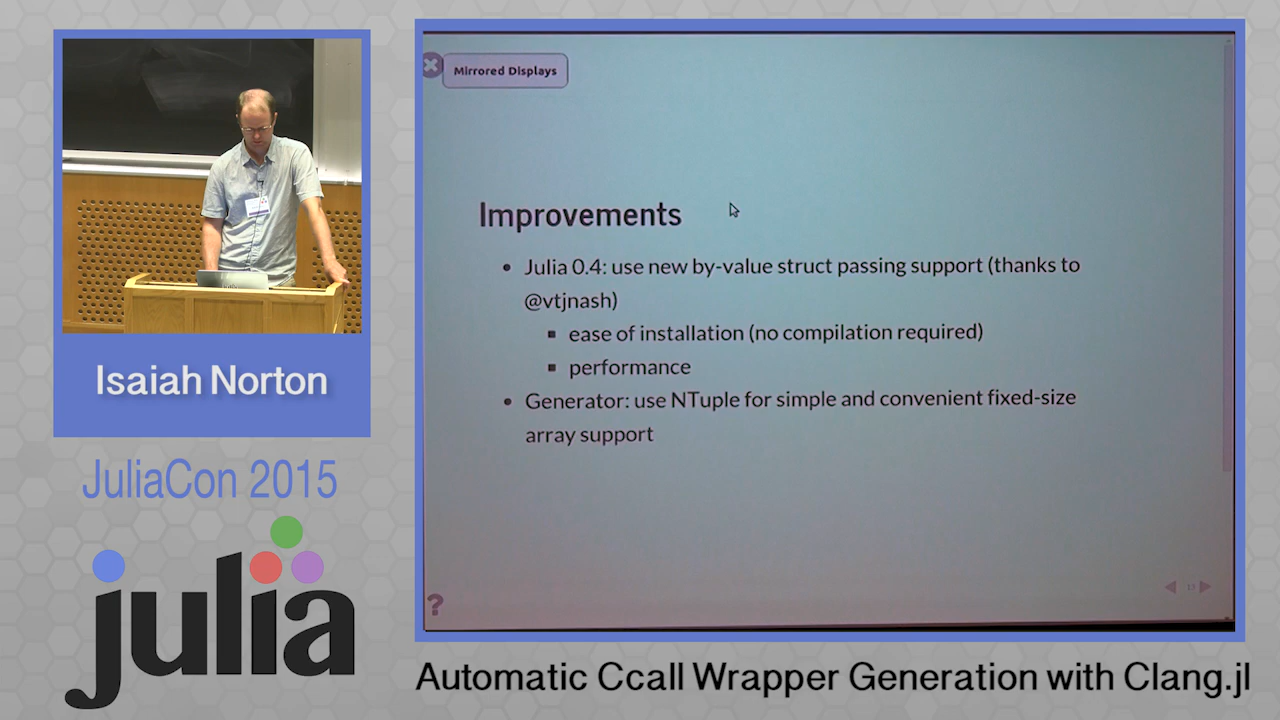 Mirrored Displays
Improvements
• Julia 0.4: use new by-value struct passing support (thanks to
@vtjnash)
▪ ease of installation (no compilation required)
▪ performance
• Generator: use NTuple for simple and convenient fixed-size
array support
?
Isaiah Norton
JuliaCon 2015
julia
Automatic Ccall Wrapper Generation with Clang.jl